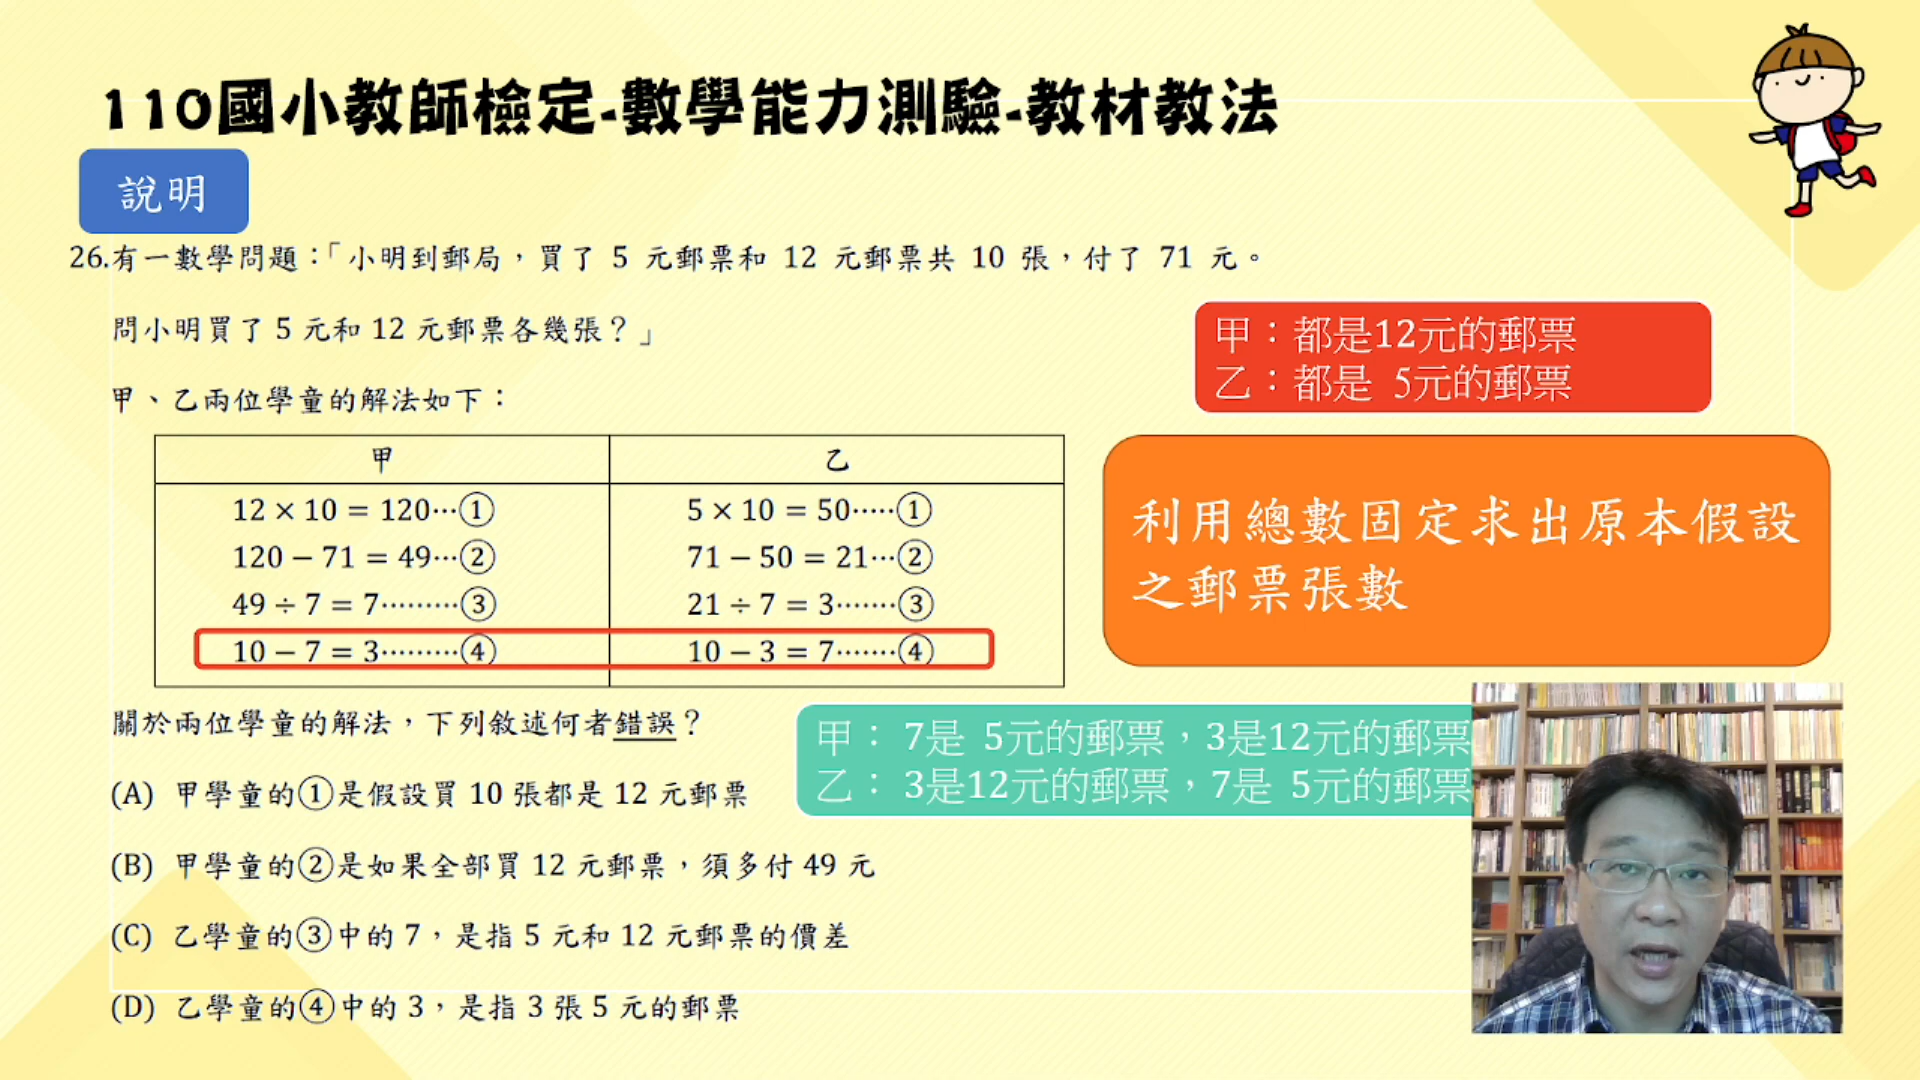 110國小教師檢定-數學能力測驗-教材教法
說明
26.有一數學問題：「小明到郵局，買了 5 元郵票和 12 元郵票共 10 張，付了 71 元。
問小明買了 5 元和 12 元郵票各幾張？」
甲、乙兩位學童的解法如下：
甲：都是12元的郵票
乙：都是 5元的郵票
甲 乙
12 × 10 = 120⋯① 5 × 10 = 50⋯⋯①
120 − 71 = 49⋯② 71 − 50 = 21⋯②
49 ÷ 7 = 7⋯⋯⋯③ 21 ÷ 7 = 3⋯⋯③
10 − 7 = 3⋯⋯⋯④ 10 − 3 = 7⋯⋯④
利用總數固定求出原本假設
之郵票張數
關於兩位學童的解法，下列敘述何者錯誤？
甲： 7是 5元的郵票，3是12元的郵票
乙： 3是12元的郵票，7是 5元的郵票
(A) 甲學童的①是假設買 10 張都是 12 元郵票
(B) 甲學童的②是如果全部買 12 元郵票，須多付 49 元
(C) 乙學童的③中的 7，是指 5 元和 12 元郵票的價差
(D) 乙學童的④中的 3，是指 3 張 5 元的郵票